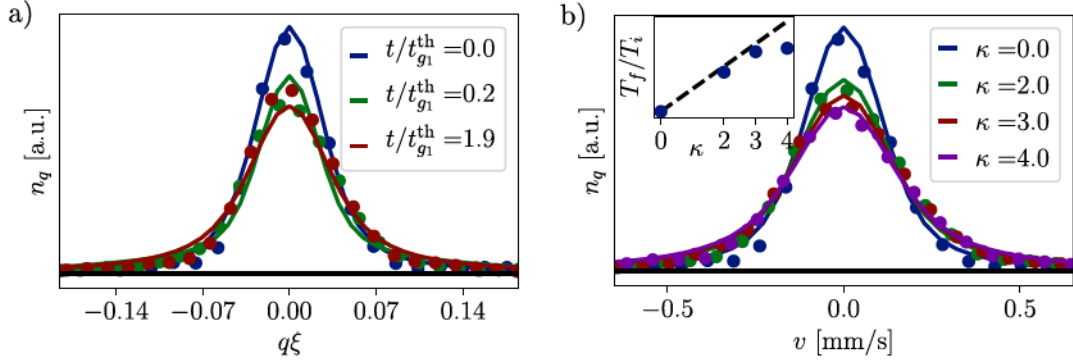 a)
t/t_{g_1}^{th} =0.0
t/t_{g_1}^{th} =0.2
t/t_{g_1}^{th} =1.9
n_q [a.u.]
−0.14 −0.07 0.00 0.07 0.14
qξ
b)
T_f/T_i
0 2 3 4
κ
κ =0.0
κ =2.0
κ =3.0
κ =4.0
n_q [a.u.]
−0.5 0.0 0.5
v [mm/s]